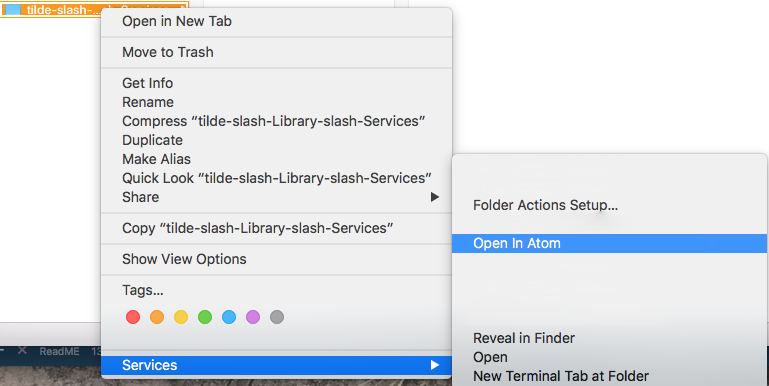 tilde-slash-...
Open in New Tab
Move to Trash
Get Info
Rename
Compress “tilde-slash-Library-slash-Services”
Duplicate
Make Alias
Quick Look “tilde-slash-Library-slash-Services”
Share
Copy “tilde-slash-Library-slash-Services”
Show View Options
Tags...
Services
Folder Actions Setup...
Open In Atom
Reveal in Finder
Open
New Terminal Tab at Folder
ReadME